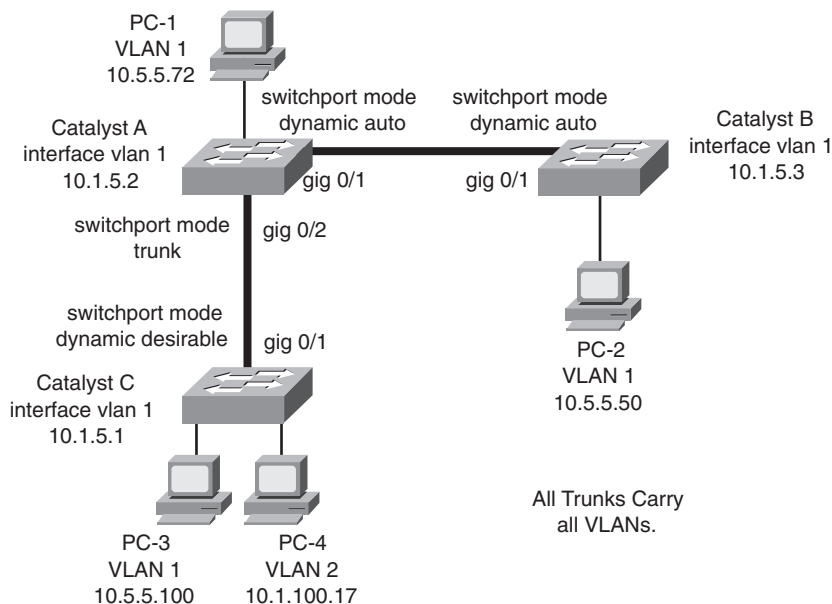 PC-1
VLAN 1
10.5.5.72
switchport mode
dynamic auto
switchport mode
dynamic auto
Catalyst A
interface vlan 1
10.1.5.2
Catalyst B
interface vlan 1
10.1.5.3
gig 0/1
gig 0/1
switchport mode
trunk
gig 0/2
switchport mode
dynamic desirable
gig 0/1
PC-2
VLAN 1
10.5.5.50
Catalyst C
interface vlan 1
10.1.5.1
All Trunks Carry
all VLANs.
PC-3
VLAN 1
10.5.5.100
PC-4
VLAN 2
10.1.100.17